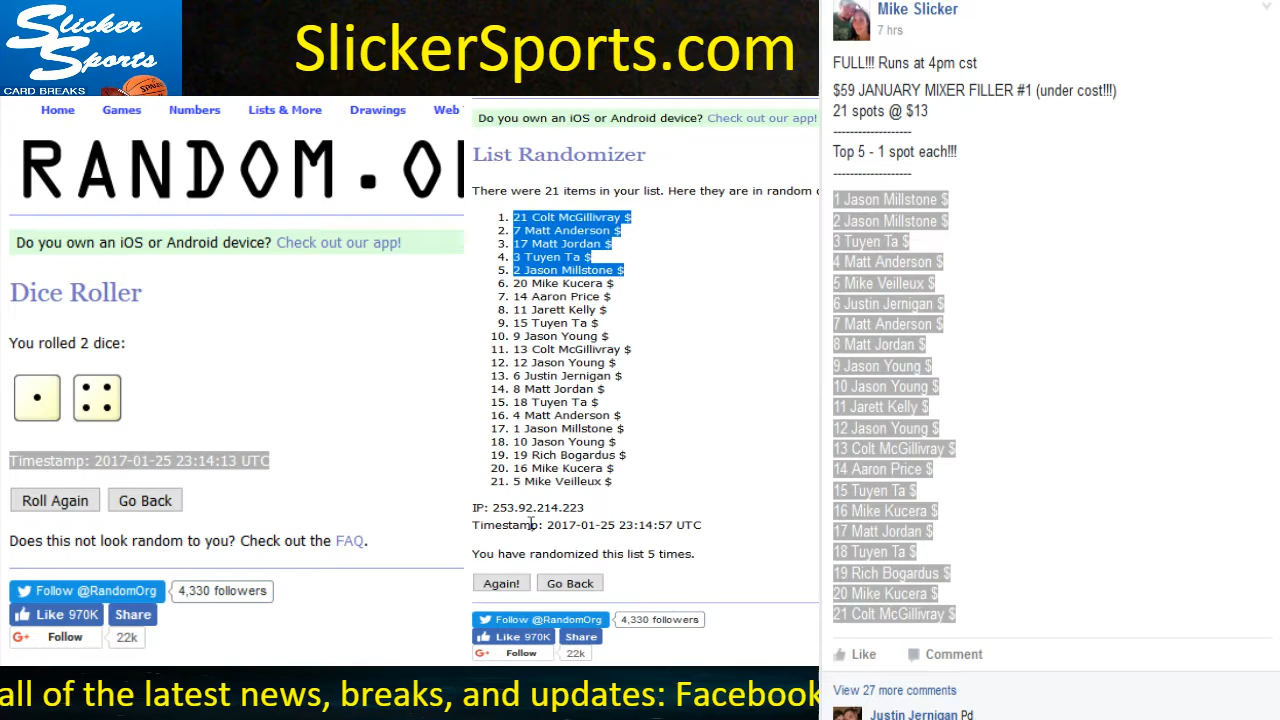 Slicker
Sports
CARD BREAKS
SlickerSports.com
Home Games Numbers Lists & More Drawings Web
RANDOM.O
Do you own an iOS or Android device? Check out our app!
Dice Roller
You rolled 2 dice:
Timestamp: 2017-01-25 23:14:13 UTC
Roll Again Go Back
Does this not look random to you? Check out the FAQ.
Follow @RandomOrg 4,330 followers
Like 970K Share
G+ Follow 22k
Do you own an iOS or Android device? Check out our app!
List Randomizer
There were 21 items in your list. Here they are in random
1. 21 Colt McGillivray $
2. 7 Matt Anderson $
3. 17 Matt Jordan $
4. 3 Tuyen Ta $
5. 2 Jason Millstone $
6. 20 Mike Kucera $
7. 14 Aaron Price $
8. 11 Jarett Kelly $
9. 15 Tuyen Ta $
10. 9 Jason Young $
11. 13 Colt McGillivray $
12. 12 Jason Young $
13. 6 Justin Jernigan $
14. 8 Matt Jordan $
15. 18 Tuyen Ta $
16. 4 Matt Anderson $
17. 1 Jason Millstone $
18. 10 Jason Young $
19. 19 Rich Bogardus $
20. 16 Mike Kucera $
21. 5 Mike Veilleux $
IP: 253.92.214.223
Timestamp: 2017-01-25 23:14:57 UTC
You have randomized this list 5 times.
Again! Go Back
Follow @RandomOrg 4,330 followers
Like 970K Share
G+ Follow 22k
Mike Slicker
7 hrs
FULL!!! Runs at 4pm cst
$59 JANUARY MIXER FILLER #1 (under cost!!!)
21 spots @ $13
-------------------
Top 5 - 1 spot each!!!
-------------------
1 Jason Millstone $
2 Jason Millstone $
3 Tuyen Ta $
4 Matt Anderson $
5 Mike Veilleux $
6 Justin Jernigan $
7 Matt Anderson $
8 Matt Jordan $
9 Jason Young $
10 Jason Young $
11 Jarett Kelly $
12 Jason Young $
13 Colt McGillivray $
14 Aaron Price $
15 Tuyen Ta $
16 Mike Kucera $
17 Matt Jordan $
18 Tuyen Ta $
19 Rich Bogardus $
20 Mike Kucera $
21 Colt McGillivray $
Like Comment
View 27 more comments
Justin Jernigan Pd
all of the latest news, breaks, and updates: Facebook